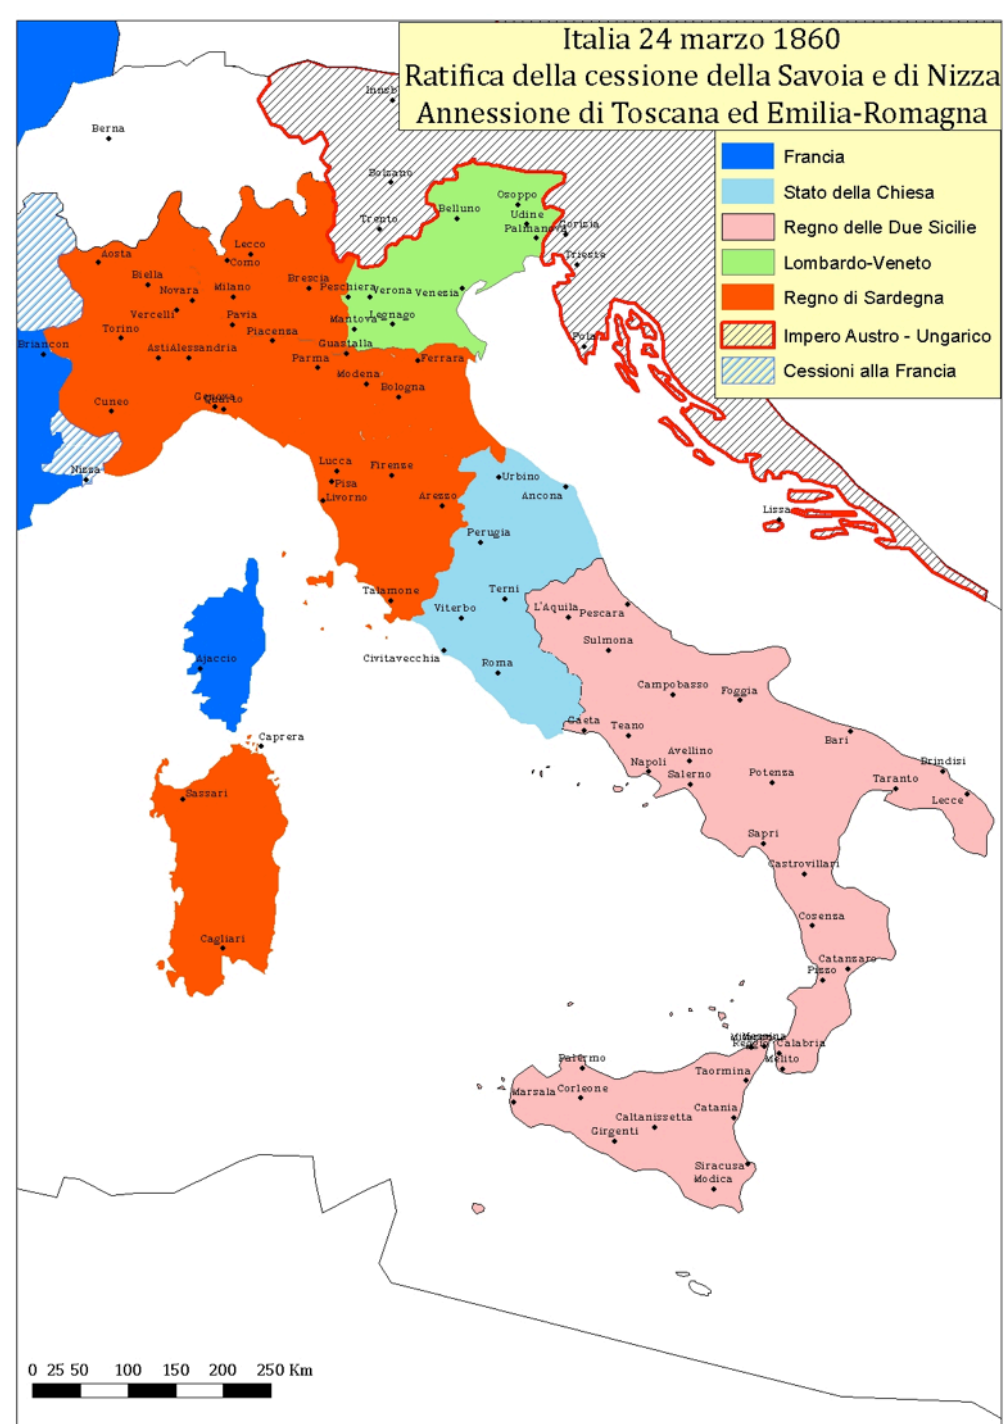 Italia 24 marzo 1860
Ratifica della cessione della Savoia e di Nizza
Annessione di Toscana ed Emilia-Romagna
Francia
Stato della Chiesa
Regno delle Due Sicilie
Lombardo-Veneto
Regno di Sardegna
Impero Austro - Ungarico
Cessioni alla Francia
Innsb
Berna
Bolzano
Osoppo
Belluno
Udine
Trento
Palmanova
Gorizia
Lecco
Aosta
Como
Trieste
Biella
Brescia
Novara
Milano
Peschiera
Verona
Venezia
Vercelli
Pavia
Legnago
Mantova
Torino
Piacenza
Pola
Briançon
Asti
Alessandria
Guastalla
Parma
Ferrara
Modena
Bologna
Cuneo
Genova
Quarto
Lucca
Firenze
Nizza
Pisa
Urbino
Livorno
Arezzo
Ancona
Lissa
Perugia
Talamone
Terni
Viterbo
L'Aquila
Pescara
Sulmona
Civitavecchia
Roma
Ajaccio
Campobasso
Foggia
Gaeta
Teano
Bari
Caprera
Avellino
Napoli
Salerno
Potenza
Brindisi
Taranto
Lecce
Sassari
Sapri
Castrovillari
Cosenza
Cagliari
Catanzaro
Pizzo
Messina
Reggio
Calabria
Palermo
Melito
Taormina
Marsala
Corleone
Catania
Caltanissetta
Girgenti
Siracusa
Modica
0 25 50 100 150 200 250 Km